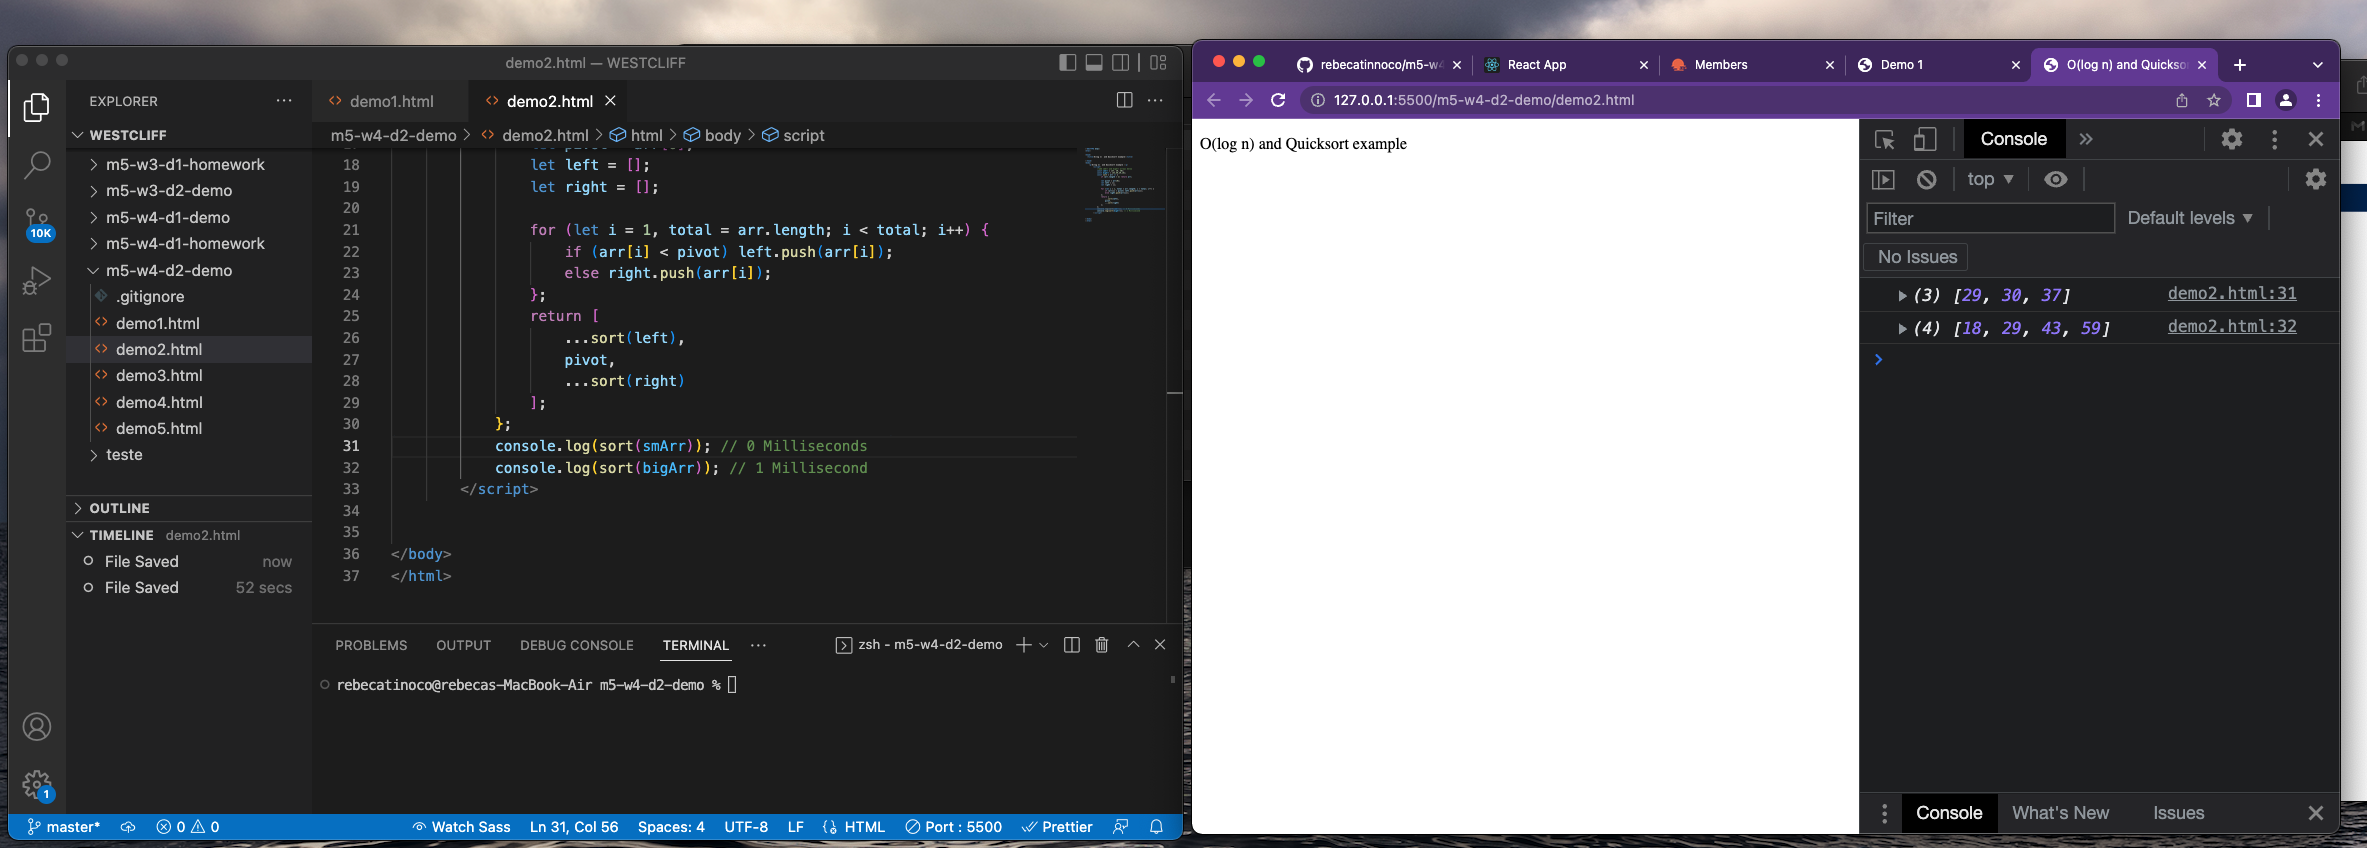 demo2.html — WESTCLIFF
EXPLORER
WESTCLIFF
m5-w3-d1-homework
m5-w3-d2-demo
m5-w4-d1-demo
m5-w4-d1-homework
m5-w4-d2-demo
.gitignore
demo1.html
demo2.html
demo3.html
demo4.html
demo5.html
teste
OUTLINE
TIMELINE demo2.html
File Saved now
File Saved 52 secs
10K
1
demo1.html
demo2.html
m5-w4-d2-demo > demo2.html > html > body > script
18 let left = [];
19 let right = [];
20
21 for (let i = 1, total = arr.length; i < total; i++) {
22 if (arr[i] < pivot) left.push(arr[i]);
23 else right.push(arr[i]);
24 };
25 return [
26 ...sort(left),
27 pivot,
28 ...sort(right)
29 ];
30 };
31 console.log(sort(smArr)); // 0 Milliseconds
32 console.log(sort(bigArr)); // 1 Millisecond
33 </script>
34
35
36 </body>
37 </html>
PROBLEMS OUTPUT DEBUG CONSOLE TERMINAL
zsh - m5-w4-d2-demo
rebecatinoco@rebecas-MacBook-Air m5-w4-d2-demo %
master* 0 0 Watch Sass Ln 31, Col 56 Spaces: 4 UTF-8 LF HTML Port : 5500 Prettier
rebecatinnoco/m5-w4
React App
Members
Demo 1
O(log n) and Quickso
127.0.0.1:5500/m5-w4-d2-demo/demo2.html
O(log n) and Quicksort example
Console
top
Filter
Default levels
No Issues
(3) [29, 30, 37] demo2.html:31
(4) [18, 29, 43, 59] demo2.html:32
Console What's New Issues